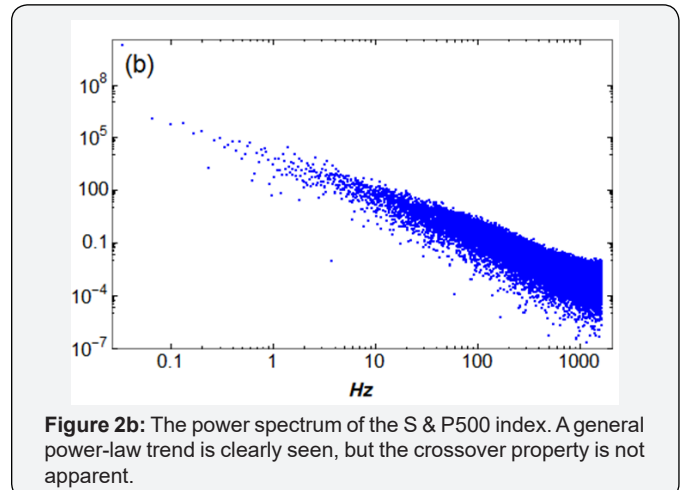 (b)
10^8
10^5
100
0.1
10^-4
10^-7
0.1 1 10 100 1000
Hz
Figure 2b: The power spectrum of the S & P500 index. A general
power-law trend is clearly seen, but the crossover property is not
apparent.